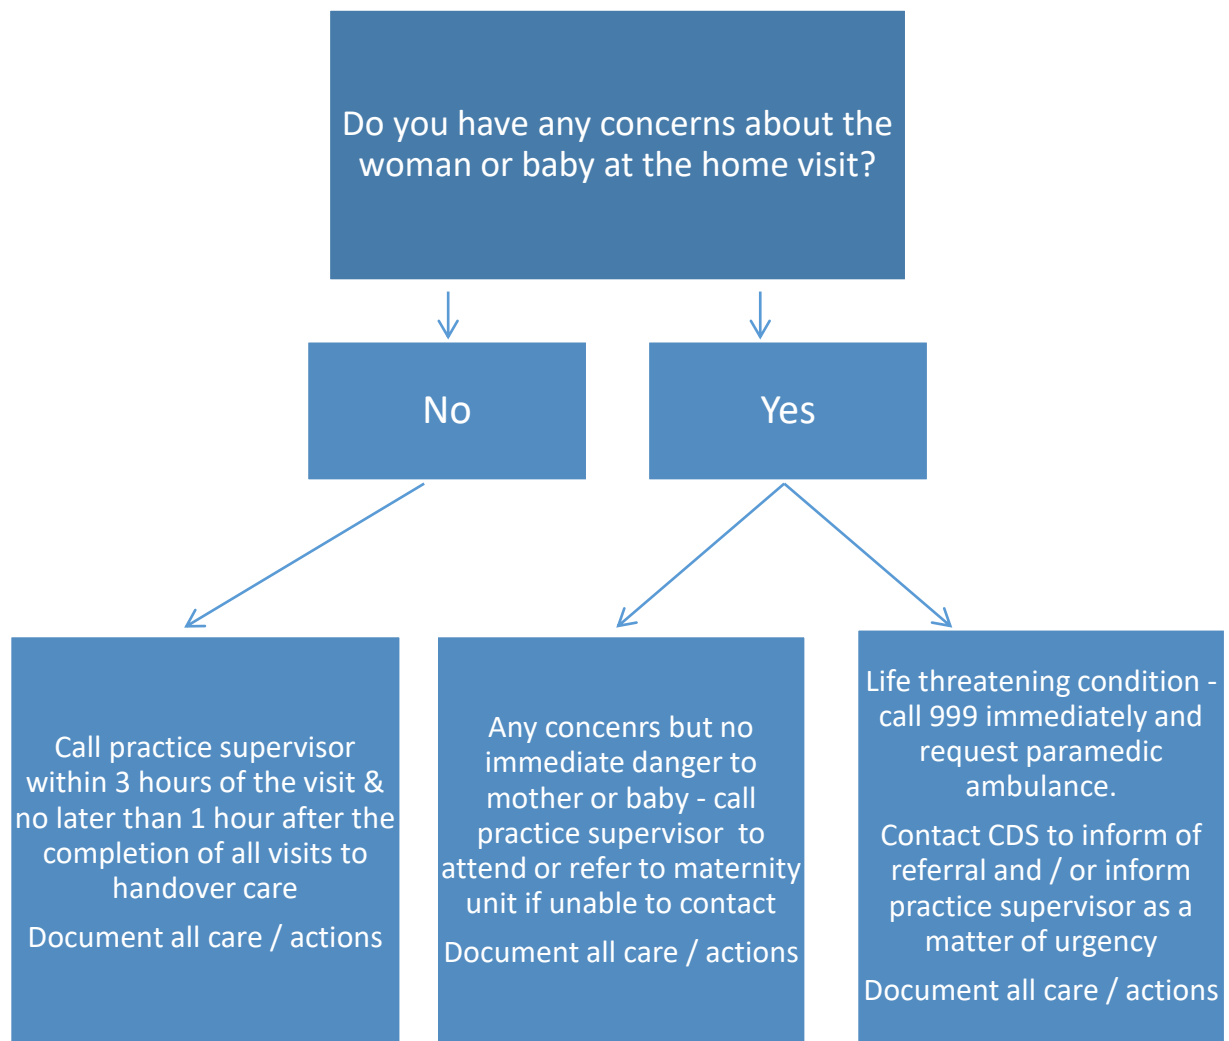 Do you have any concerns about the
woman or baby at the home visit?
No
Yes
Call practice supervisor
within 3 hours of the visit &
no later than 1 hour after the
completion of all visits to
handover care
Document all care / actions
Any concenrs but no
immediate danger to
mother or baby - call
practice supervisor to
attend or refer to maternity
unit if unable to contact
Document all care / actions
Life threatening condition -
call 999 immediately and
request paramedic
ambulance.
Contact CDS to inform of
referral and / or inform
practice supervisor as a
matter of urgency
Document all care / actions